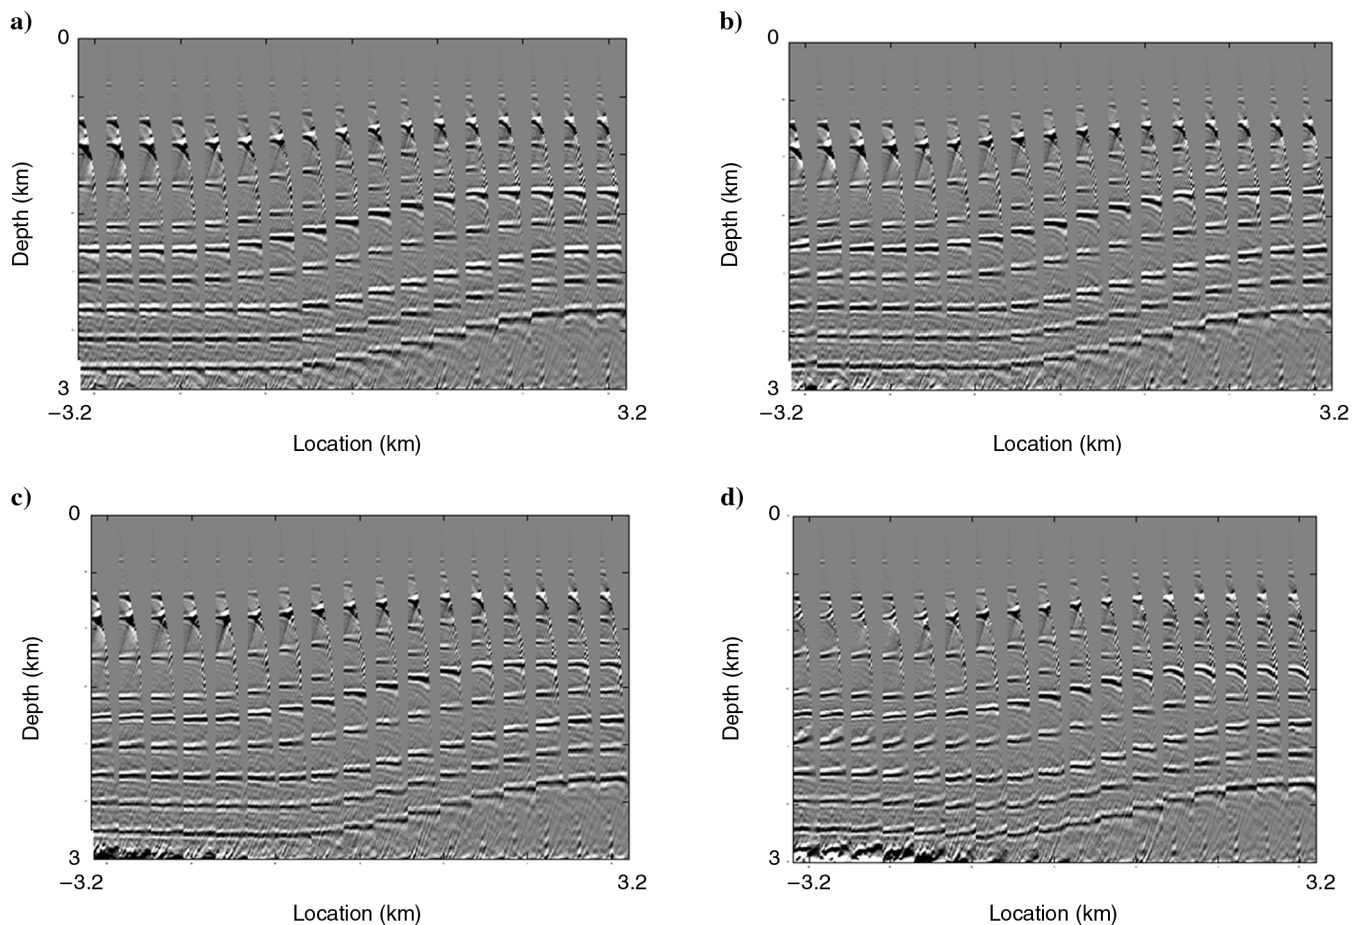 a)
0
Depth (km)
3
−3.2
3.2
Location (km)
b)
0
Depth (km)
3
−3.2
3.2
Location (km)
c)
0
Depth (km)
3
−3.2
3.2
Location (km)
d)
0
Depth (km)
3
−3.2
3.2
Location (km)